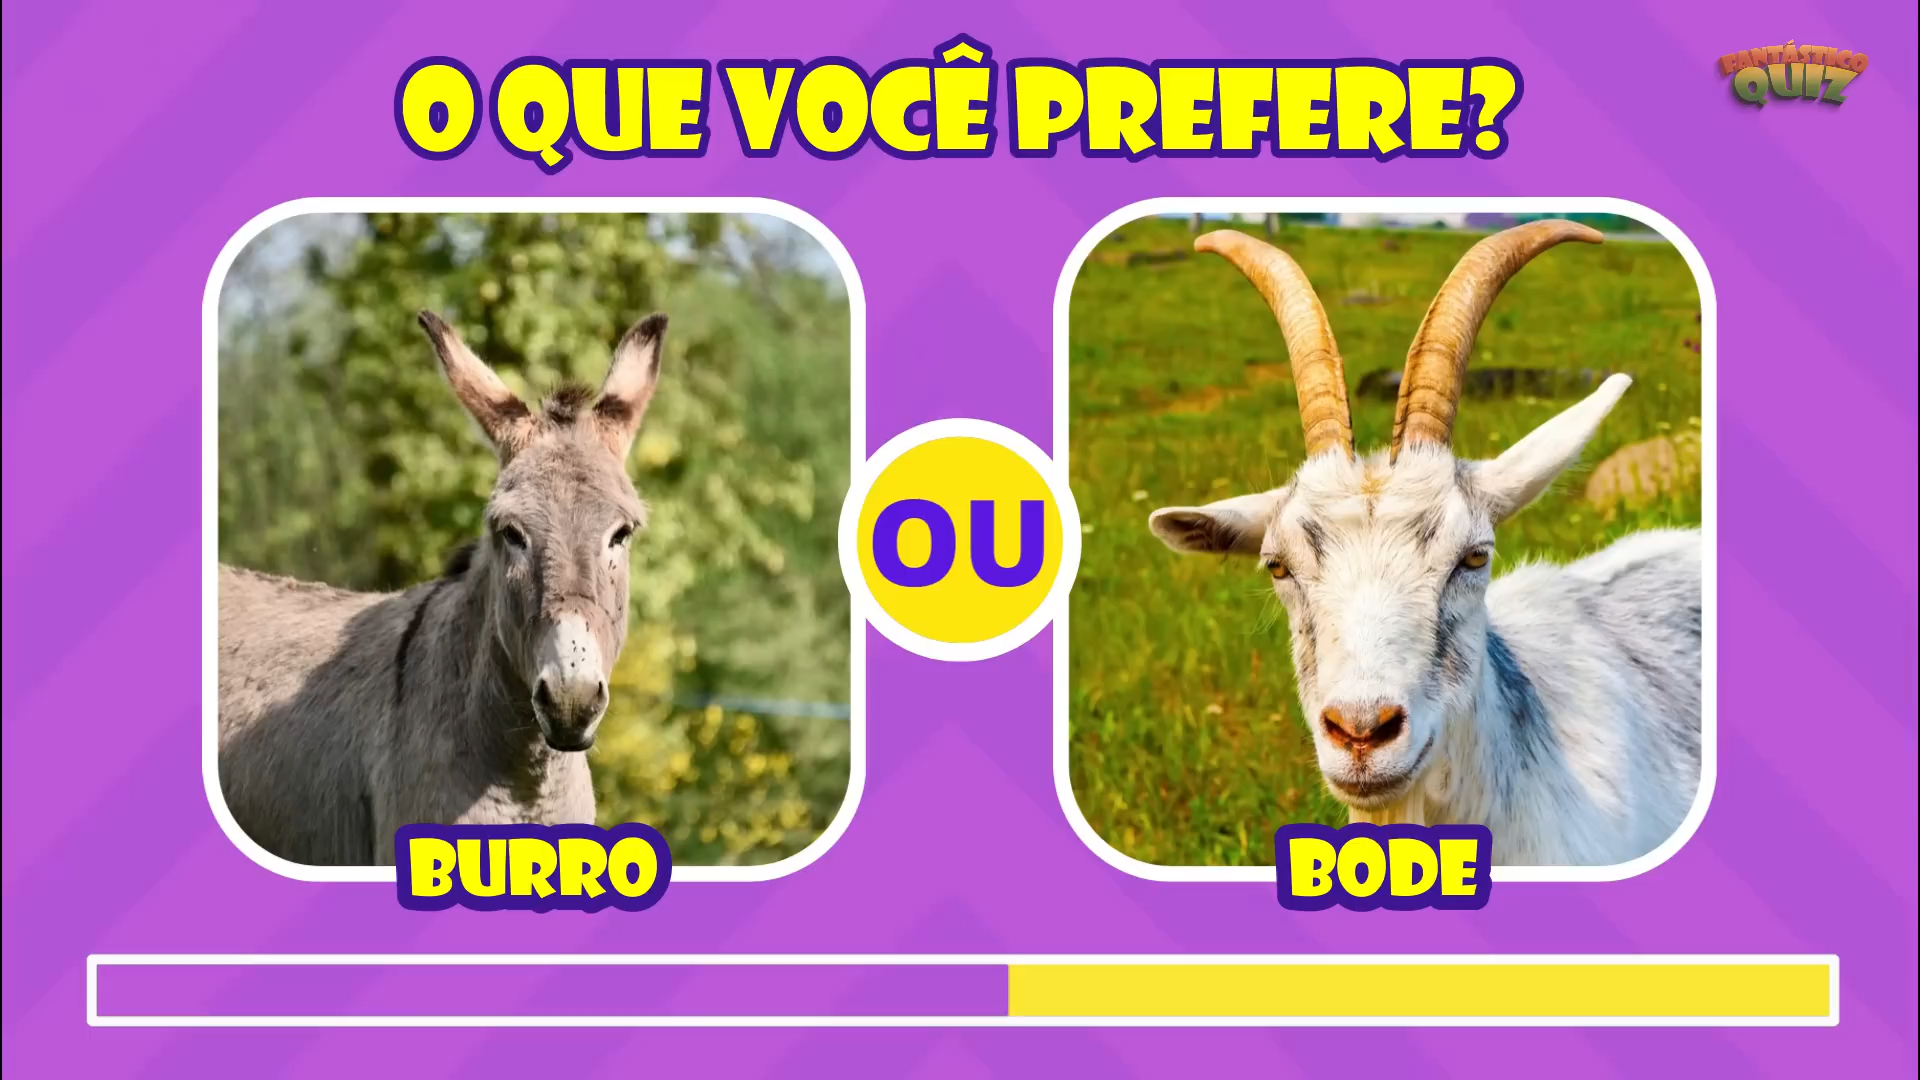 O QUE VOCÊ PREFERE?
FANTÁSTICO
QUIZ
OU
BURRO
BODE